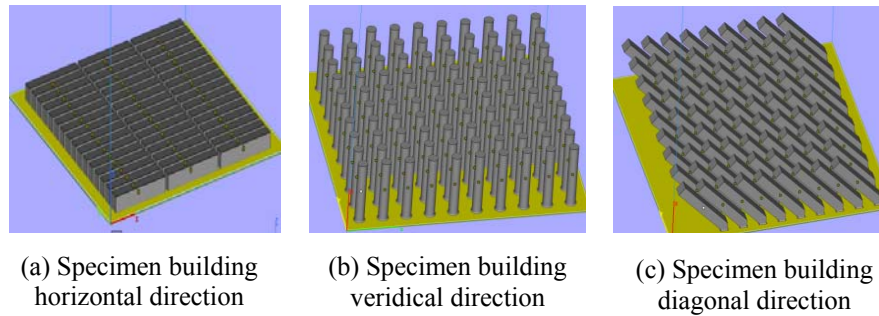 (a) Specimen building
horizontal direction
(b) Specimen building
veridical direction
(c) Specimen building
diagonal direction